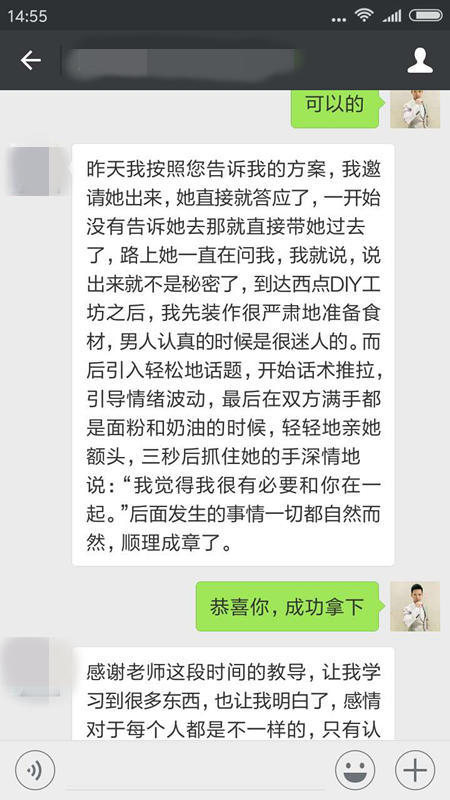 14:55
可以的
昨天我按照您告诉我的方案，我邀
请她出来，她直接就答应了，一开始
没有告诉她去那就直接带她过去
了，路上她一直在问我，我就说，说
出来就不是秘密了，到达西点DIY工
坊之后，我先装作很严肃地准备食
材，男人认真的时候是很迷人的。而
后引入轻松地话题，开始话术推拉，
引导情绪波动，最后在双方满手都
是面粉和奶油的时候，轻轻地亲她
额头，三秒后抓住她的手深情地
说：“我觉得我很有必要和你在一
起。”后面发生的事情一切都自然而
然，顺理成章了。
恭喜你，成功拿下
感谢老师这段时间的教导，让我学
习到很多东西，也让我明白了，感情
对于每个人都是不一样的，只有认